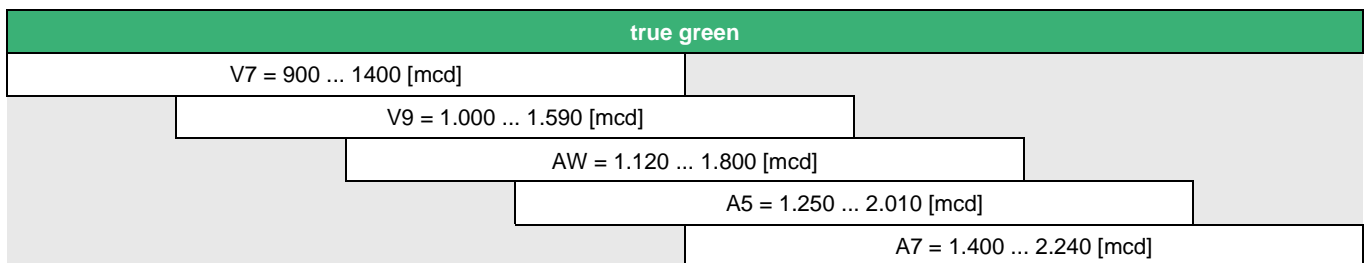 true green
V7 = 900 ... 1400 [mcd]
V9 = 1.000 ... 1.590 [mcd]
AW = 1.120 ... 1.800 [mcd]
A5 = 1.250 ... 2.010 [mcd]
A7 = 1.400 ... 2.240 [mcd]